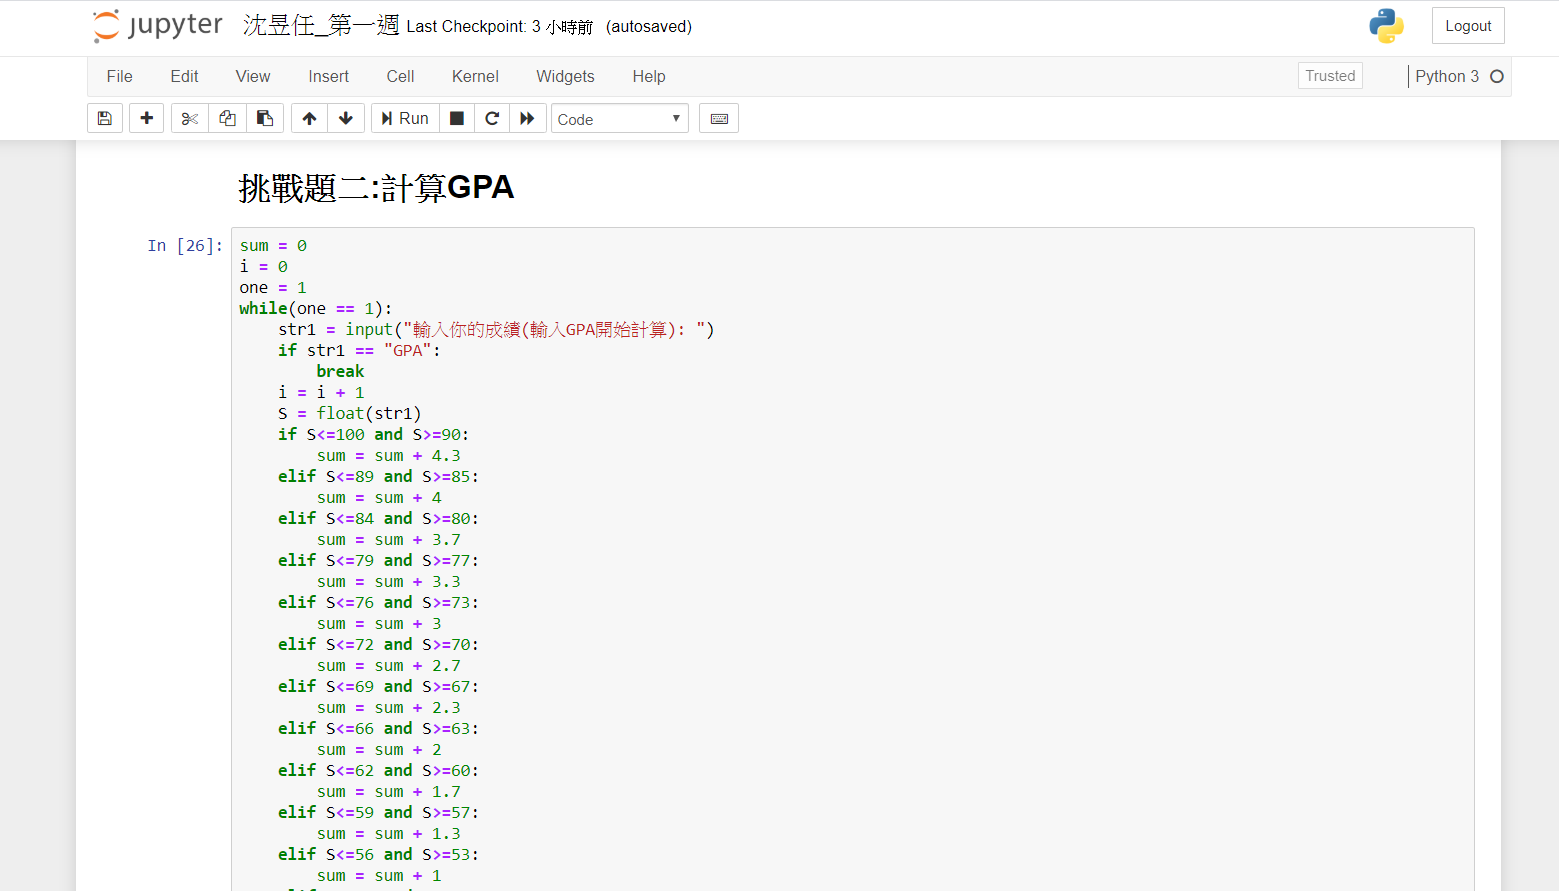 jupyter 沈昱任_第一週 Last Checkpoint: 3 小時前 (autosaved) Logout
File Edit View Insert Cell Kernel Widgets Help Trusted Python 3
Run Code
挑戰題二:計算GPA
In [26]:
sum = 0
i = 0
one = 1
while(one == 1):
    str1 = input("輸入你的成績(輸入GPA開始計算): ")
    if str1 == "GPA":
        break
    i = i + 1
    S = float(str1)
    if S<=100 and S>=90:
        sum = sum + 4.3
    elif S<=89 and S>=85:
        sum = sum + 4
    elif S<=84 and S>=80:
        sum = sum + 3.7
    elif S<=79 and S>=77:
        sum = sum + 3.3
    elif S<=76 and S>=73:
        sum = sum + 3
    elif S<=72 and S>=70:
        sum = sum + 2.7
    elif S<=69 and S>=67:
        sum = sum + 2.3
    elif S<=66 and S>=63:
        sum = sum + 2
    elif S<=62 and S>=60:
        sum = sum + 1.7
    elif S<=59 and S>=57:
        sum = sum + 1.3
    elif S<=56 and S>=53:
        sum = sum + 1